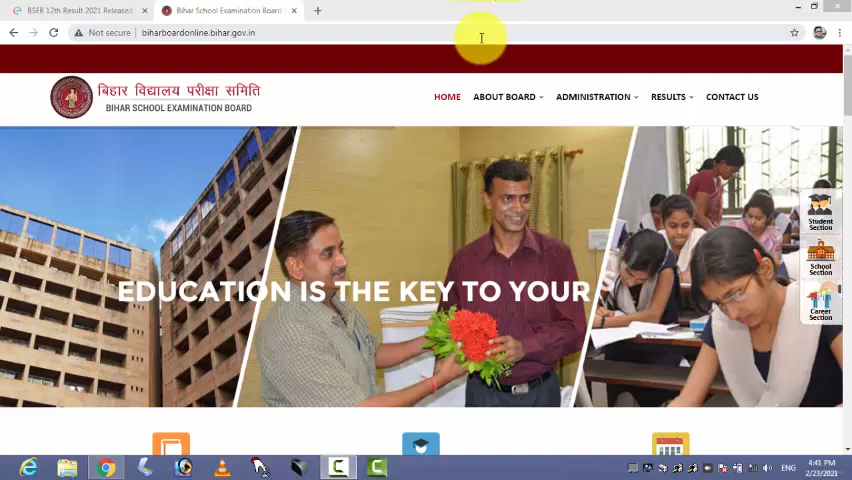 BSEB 12th Result 2021 Released
Bihar School Examination Board
Not secure
biharboardonline.bihar.gov.in
बिहार विद्यालय परीक्षा समिति
BIHAR SCHOOL EXAMINATION BOARD
HOME
ABOUT BOARD
ADMINISTRATION
RESULTS
CONTACT US
EDUCATION IS THE KEY TO YOUR S
Student
Section
School
Section
Career
Section
ENG
4:41 PM
2/23/2021